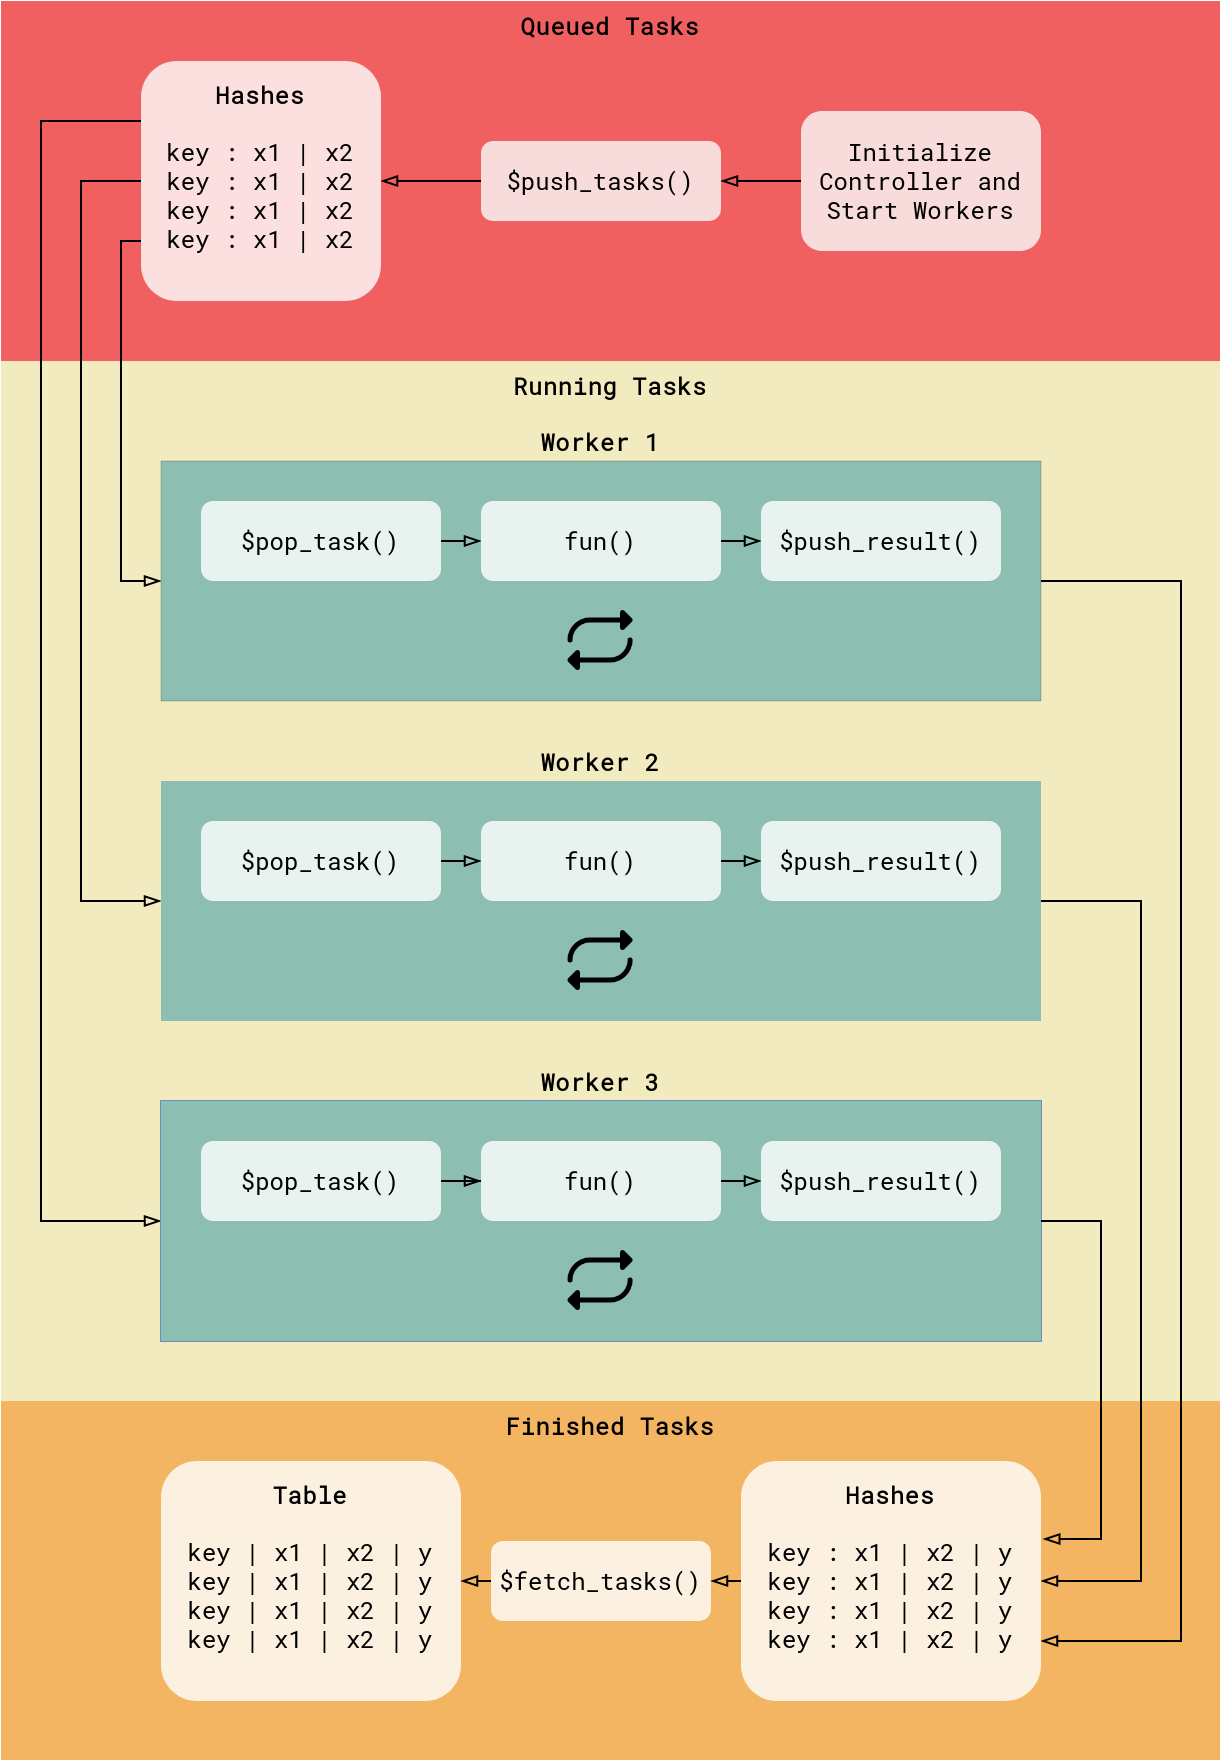 Queued Tasks
Hashes
key : x1 | x2
key : x1 | x2
key : x1 | x2
key : x1 | x2
$push_tasks()
Initialize
Controller and
Start Workers
Running Tasks
Worker 1
$pop_task()
fun()
$push_result()
Worker 2
$pop_task()
fun()
$push_result()
Worker 3
$pop_task()
fun()
$push_result()
Finished Tasks
Table
key | x1 | x2 | y
key | x1 | x2 | y
key | x1 | x2 | y
key | x1 | x2 | y
$fetch_tasks()
Hashes
key : x1 | x2 | y
key : x1 | x2 | y
key : x1 | x2 | y
key : x1 | x2 | y